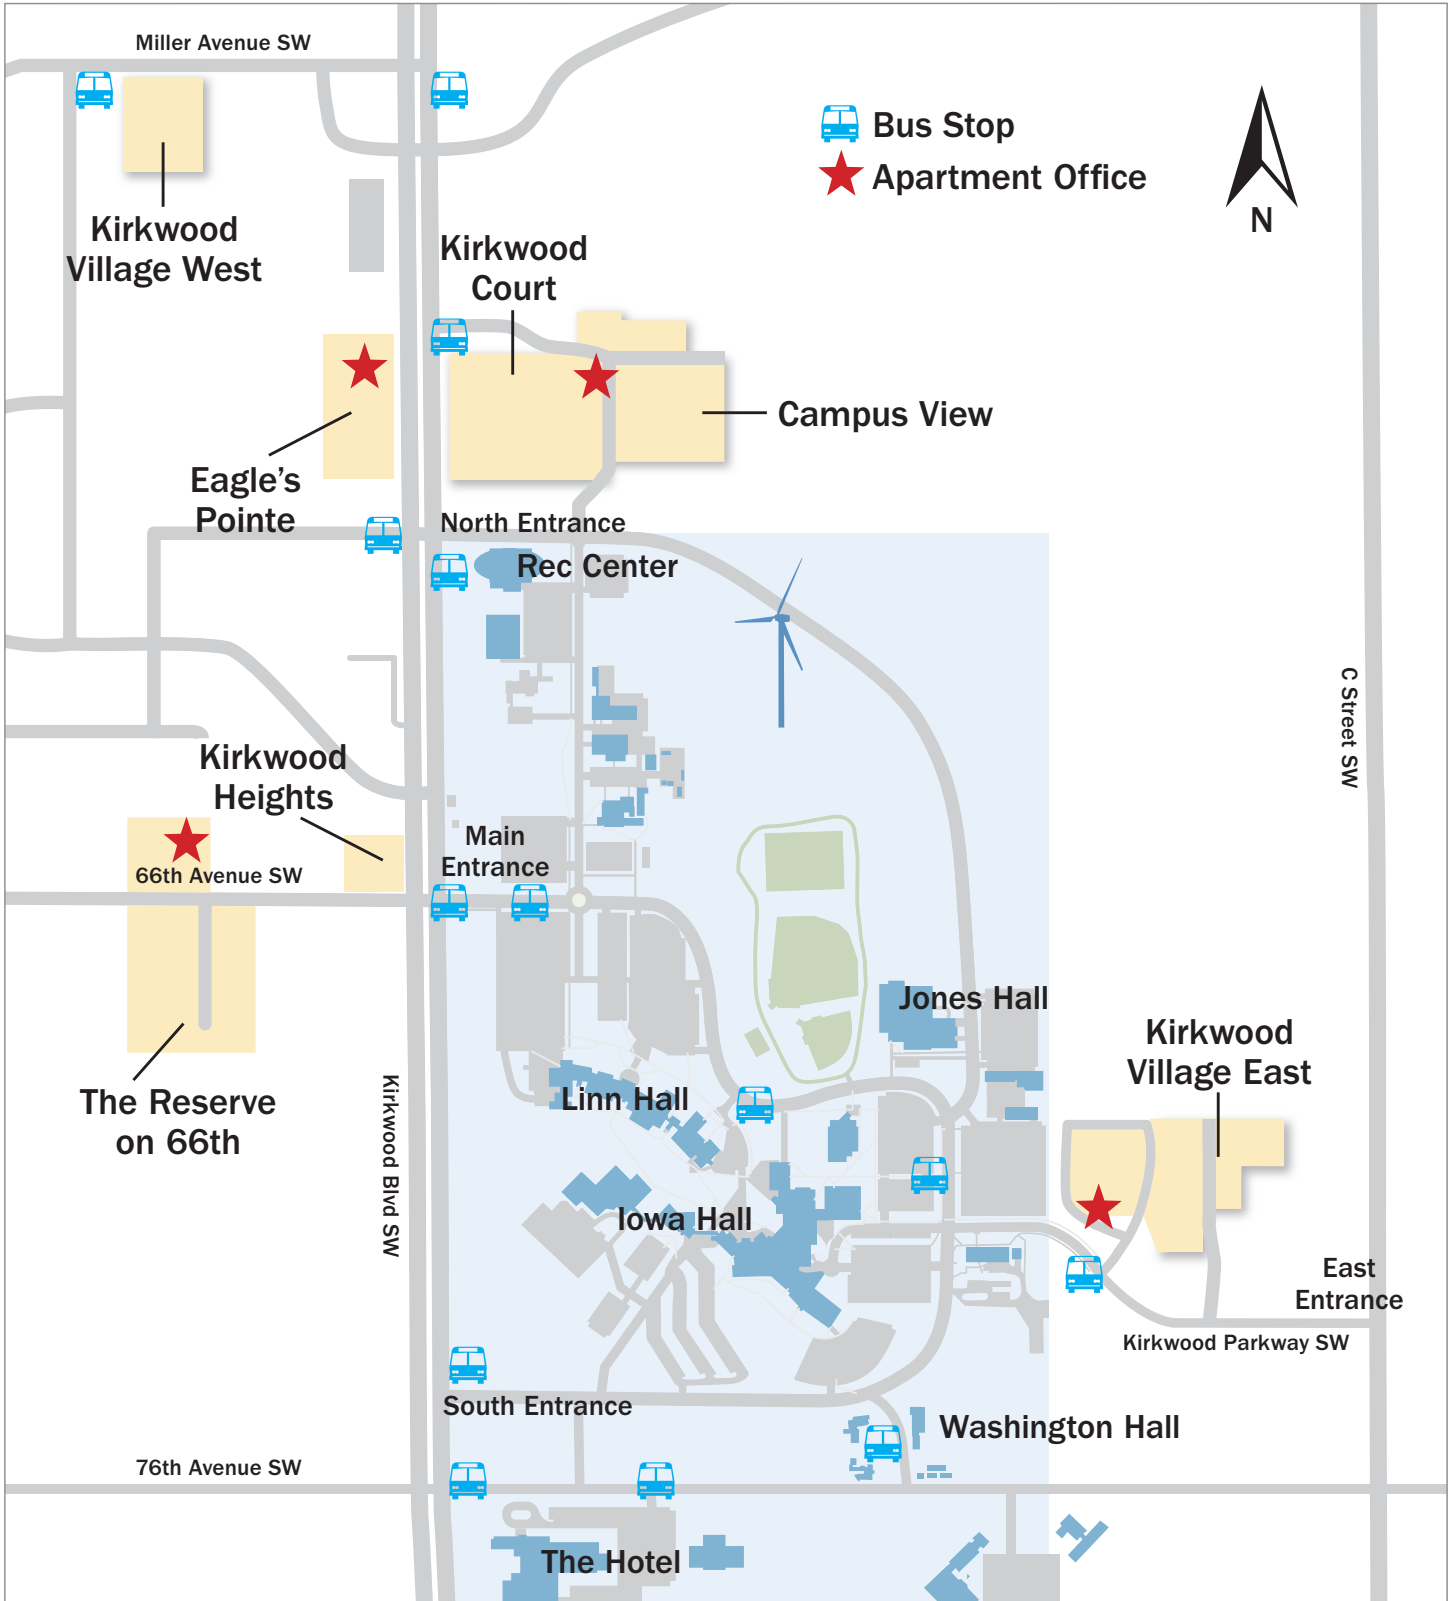 Miller Avenue SW
Bus Stop
Apartment Office
N
Kirkwood
Village West
Kirkwood
Court
Campus View
Eagle's
Pointe
North Entrance
Rec Center
C Street SW
Kirkwood
Heights
Main
Entrance
66th Avenue SW
Jones Hall
Kirkwood
Village East
The Reserve
on 66th
Linn Hall
Kirkwood Blvd SW
Iowa Hall
East
Entrance
Kirkwood Parkway SW
South Entrance
Washington Hall
76th Avenue SW
The Hotel